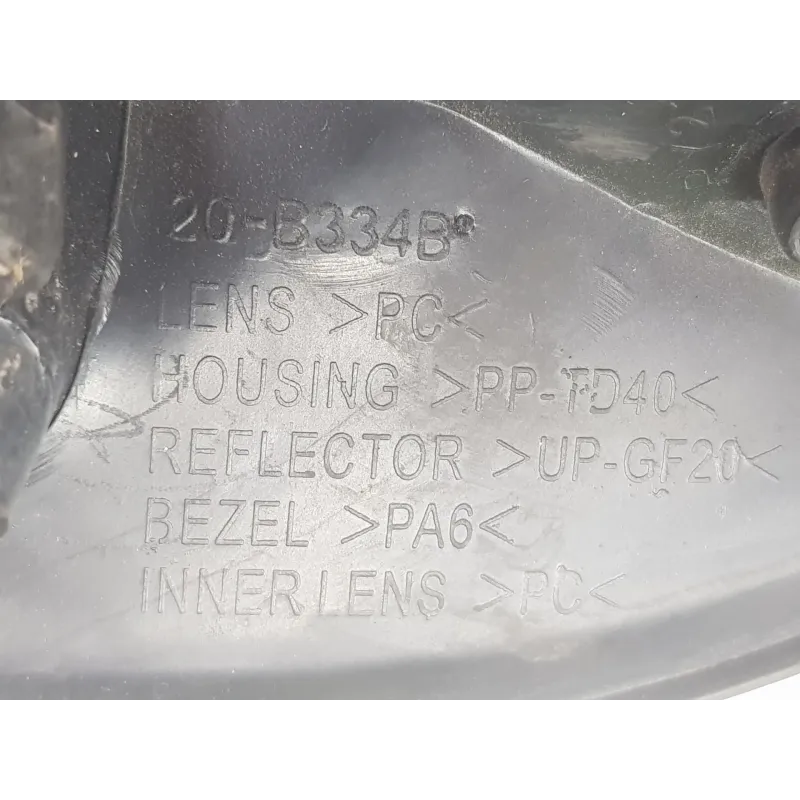 20-B334B
LENS >PC<
HOUSING >PP-TD40<
REFLECTOR >UP-GF20<
BEZEL >PA6<
INNER LENS >PC<